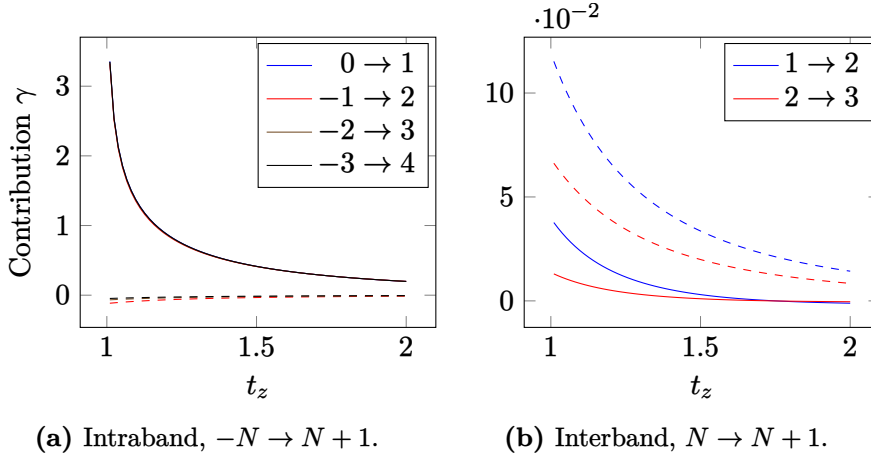 Contribution γ
3
2
1
0
1
1.5
2
t_z
0 → 1
−1 → 2
−2 → 3
−3 → 4
(a) Intraband, −N → N + 1.
·10⁻²
10
5
0
1
1.5
2
t_z
1 → 2
2 → 3
(b) Interband, N → N + 1.